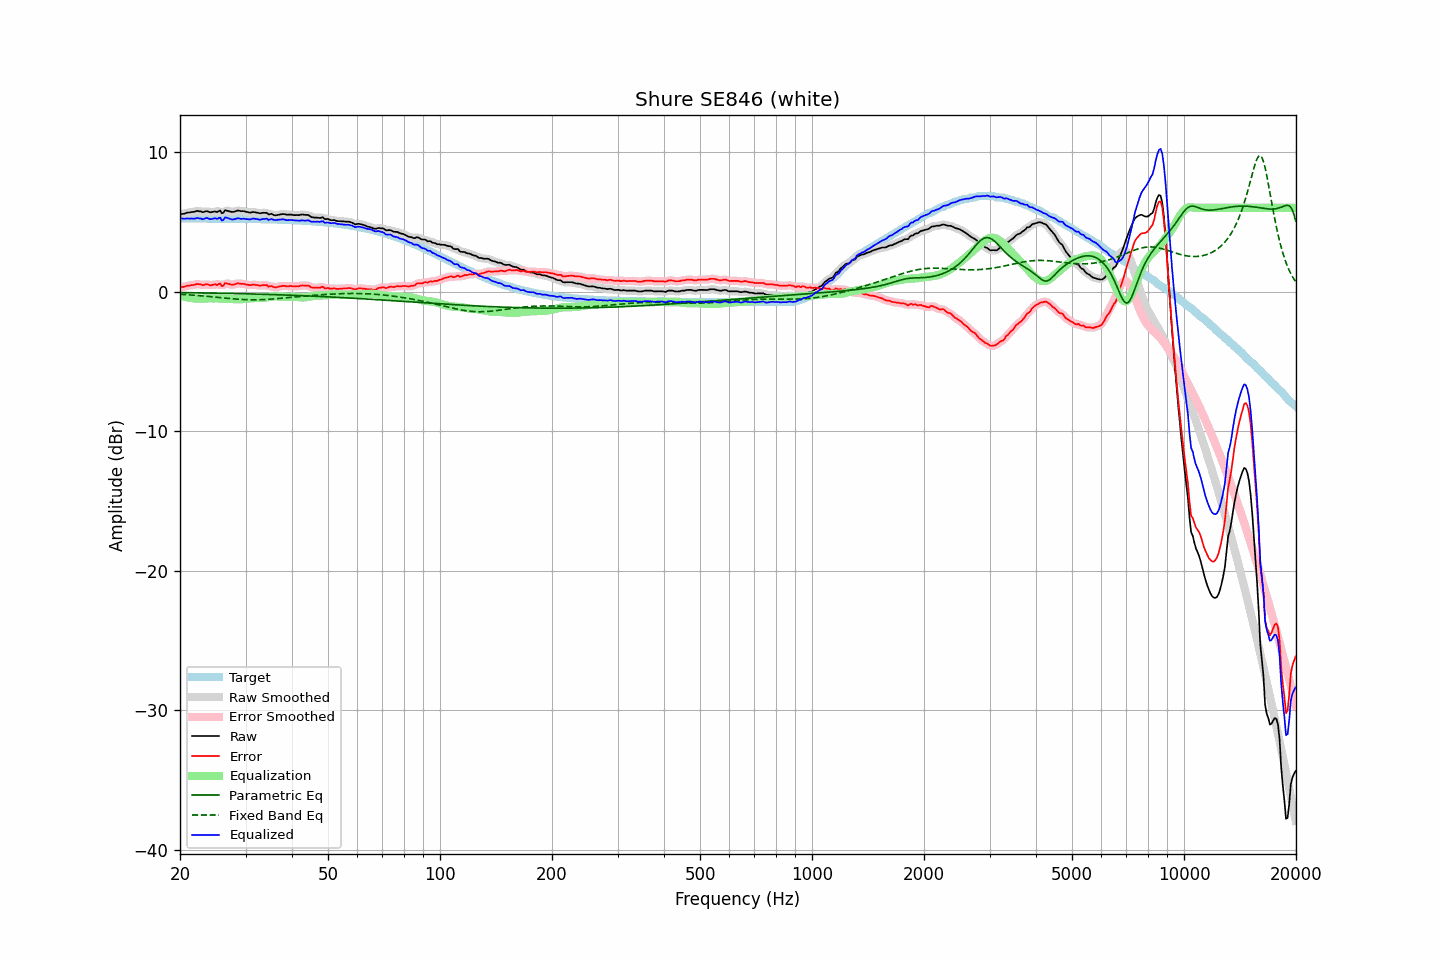 Shure SE846 (white)
Amplitude (dBr)
10
0
−10
−20
−30
−40
Target
Raw Smoothed
Error Smoothed
Raw
Error
Equalization
Parametric Eq
Fixed Band Eq
Equalized
20 50 100 200 500 1000 2000 5000 10000 20000
Frequency (Hz)